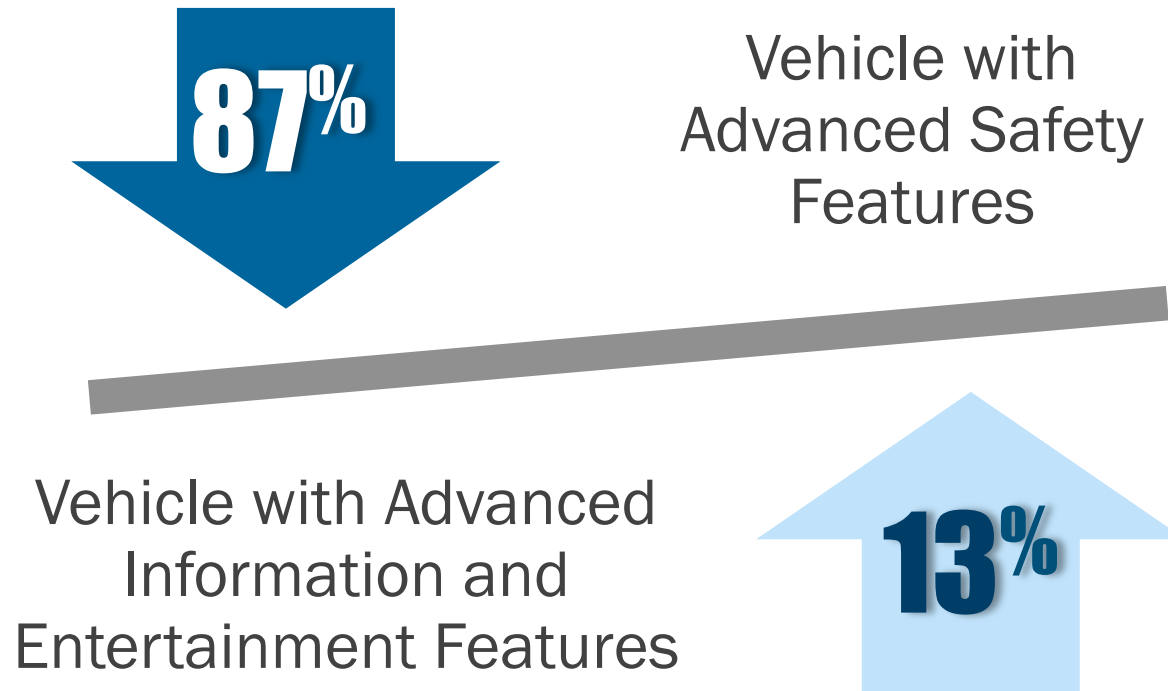 87%
Vehicle with
Advanced Safety
Features
Vehicle with Advanced
Information and
Entertainment Features
13%